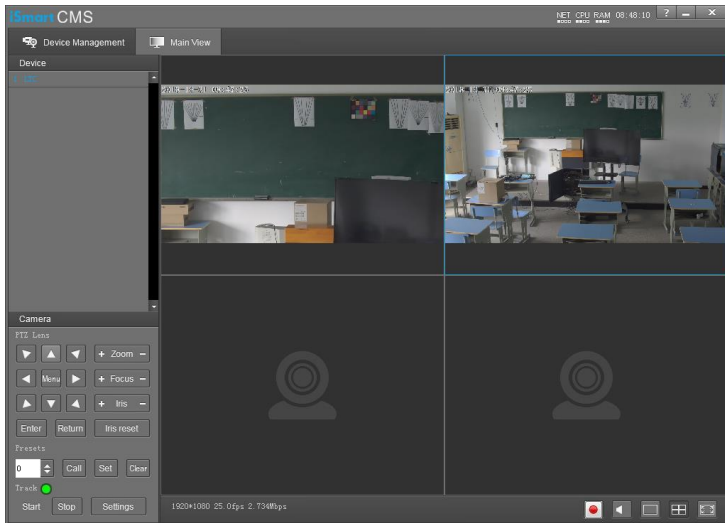 iSmart CMS
NET CPU RAM 08:48:10 ? – ×
Device Management Main View
Device
Camera
PTZ Lens
+ Zoom −
Menu + Focus −
+ Iris −
Enter Return Iris reset
Presets
0 Call Set Clear
Track
Start Stop Settings
1920*1080 25.0fps 2.734Mbps